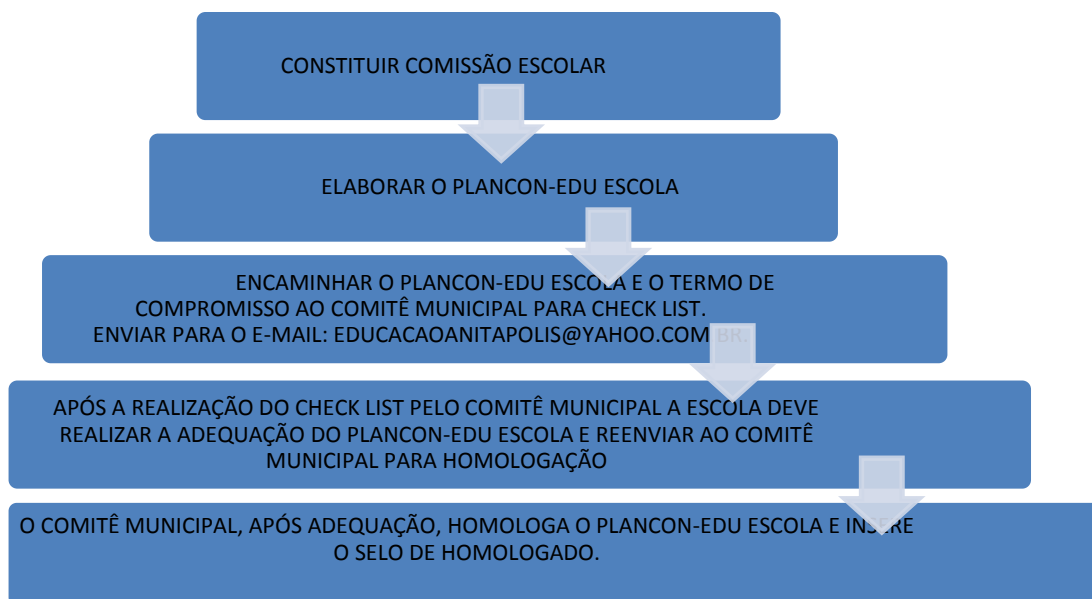 CONSTITUIR COMISSÃO ESCOLAR
ELABORAR O PLANCON-EDU ESCOLA
ENCAMINHAR O PLANCON-EDU ESCOLA E O TERMO DE
COMPROMISSO AO COMITÊ MUNICIPAL PARA CHECK LIST.
ENVIAR PARA O E-MAIL: EDUCACAOANITAPOLIS@YAHOO.COM.BR.
APÓS A REALIZAÇÃO DO CHECK LIST PELO COMITÊ MUNICIPAL A ESCOLA DEVE
REALIZAR A ADEQUAÇÃO DO PLANCON-EDU ESCOLA E REENVIAR AO COMITÊ
MUNICIPAL PARA HOMOLOGAÇÃO
O COMITÊ MUNICIPAL, APÓS ADEQUAÇÃO, HOMOLOGA O PLANCON-EDU ESCOLA E INSERE
O SELO DE HOMOLOGADO.